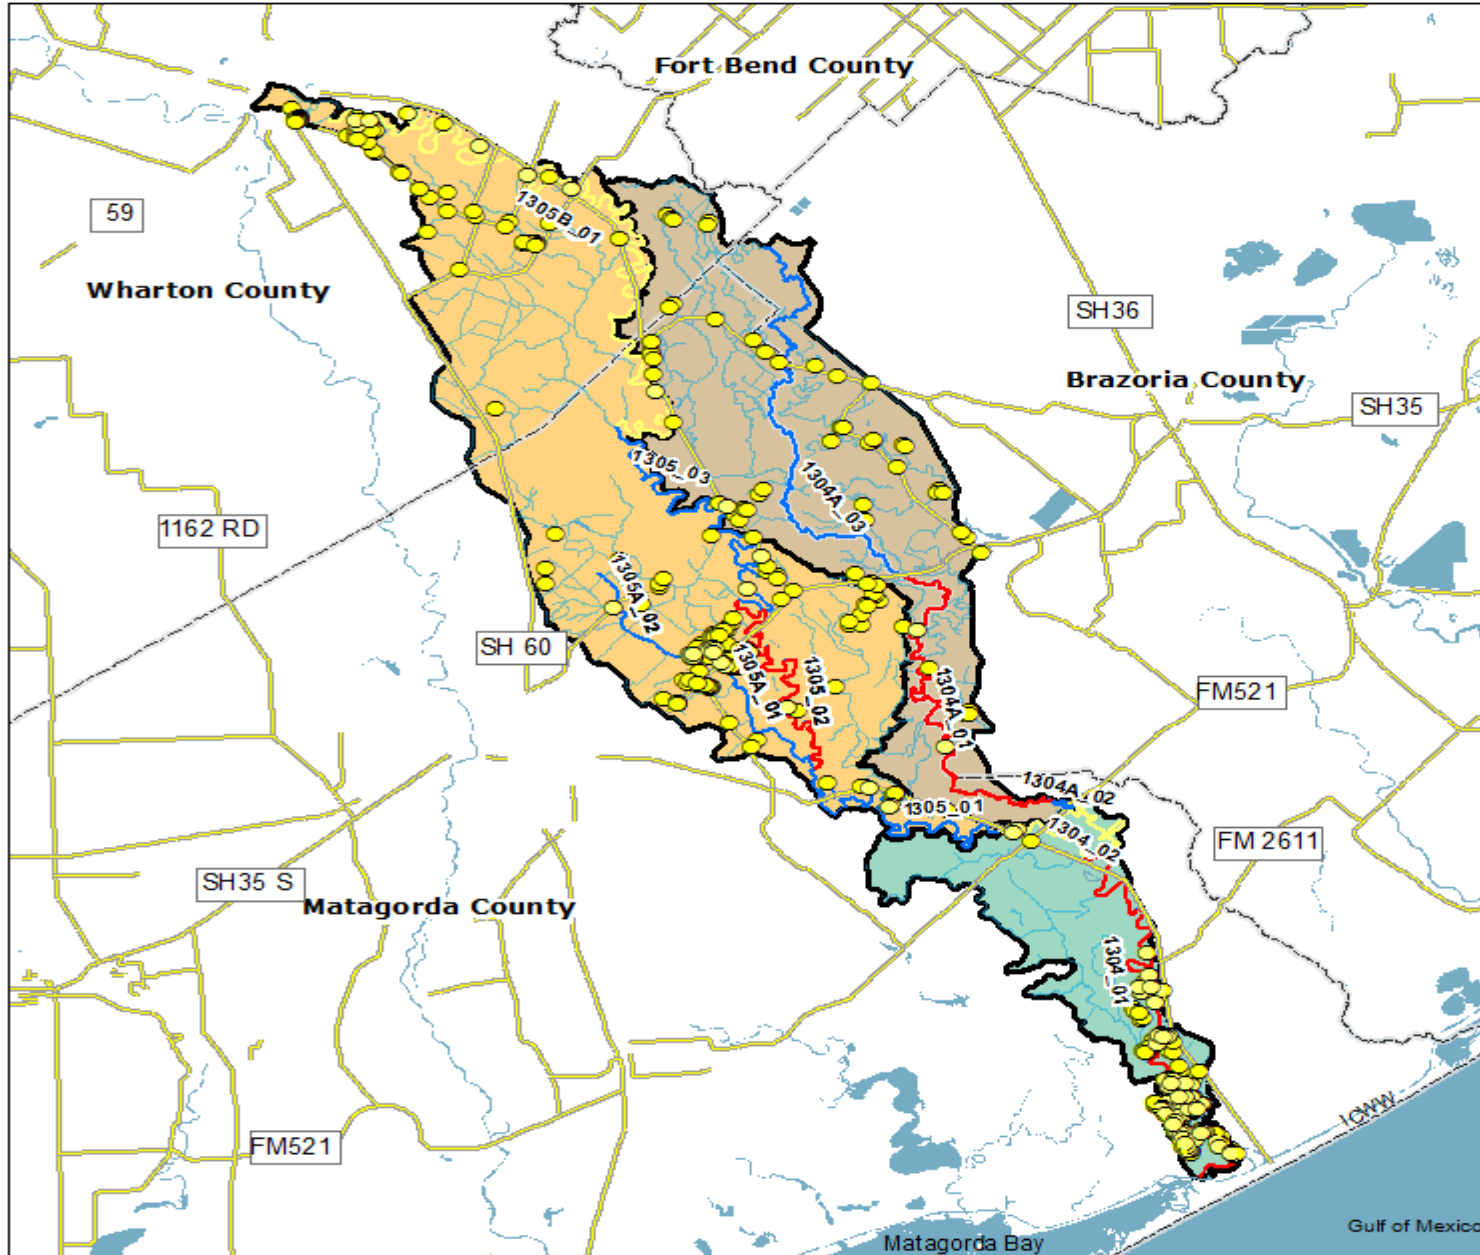 Fort Bend County
59
1305B_01
Wharton County
SH36
Brazoria County
SH35
1305_03
1304A_03
1162 RD
1305A_02
SH 60
1305A_01
1305_02
1304A_01
FM521
1304A_02
1305_01
1304_02
FM 2611
SH35 S
Matagorda County
1304_01
ICWW
FM521
Gulf of Mexico
Matagorda Bay